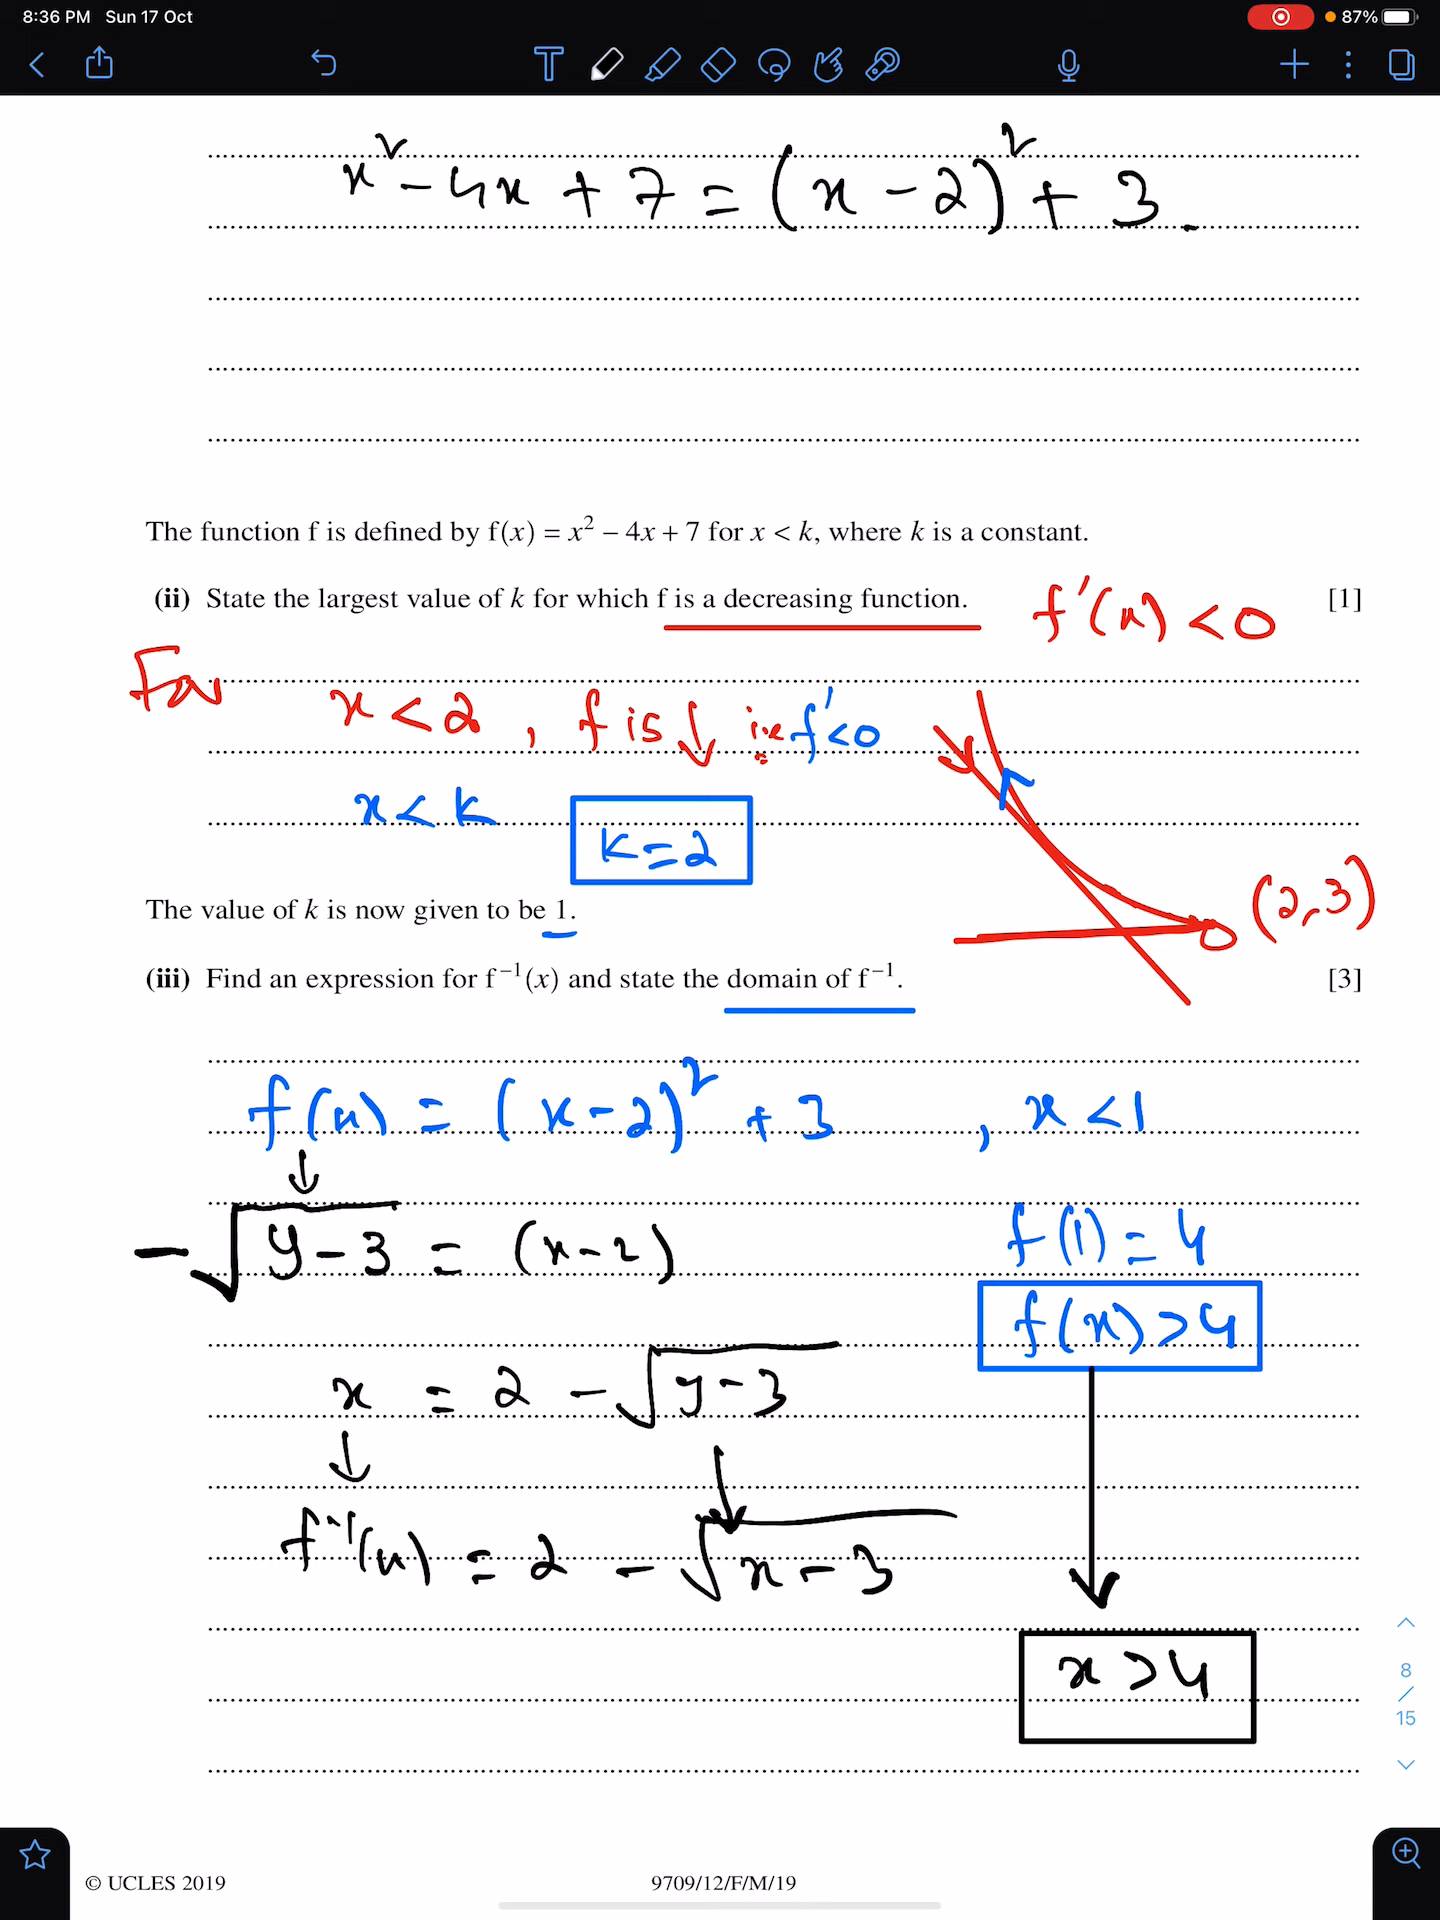 8:36 PM Sun 17 Oct 87%
x² - 4x + 7 = (x - 2)² + 3.
The function f is defined by f(x) = x² − 4x + 7 for x < k, where k is a constant.
(ii) State the largest value of k for which f is a decreasing function. [1]
f'(x) < 0
For x < 2, f is ↓ i.e f' < 0
x < k
k = 2
(2, 3)
The value of k is now given to be 1.
(iii) Find an expression for f⁻¹(x) and state the domain of f⁻¹. [3]
f(x) = (x - 2)² + 3 , x < 1
↓
-√(y - 3) = (x - 2)
f(1) = 4
f(x) > 4
x = 2 - √(y - 3)
↓
f⁻¹(x) = 2 - √(x - 3)
x > 4
8
/
15
© UCLES 2019 9709/12/F/M/19